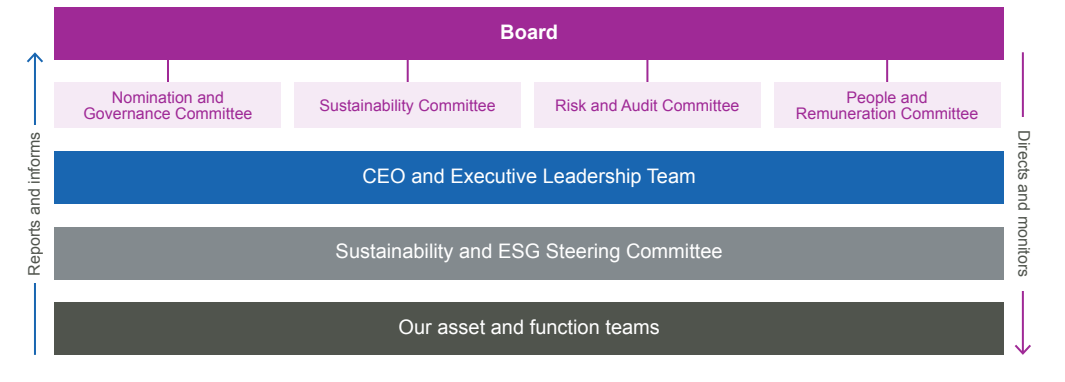 Board
Nomination and
Governance Committee
Sustainability Committee
Risk and Audit Committee
People and
Remuneration Committee
CEO and Executive Leadership Team
Sustainability and ESG Steering Committee
Our asset and function teams
Reports and informs
Directs and monitors